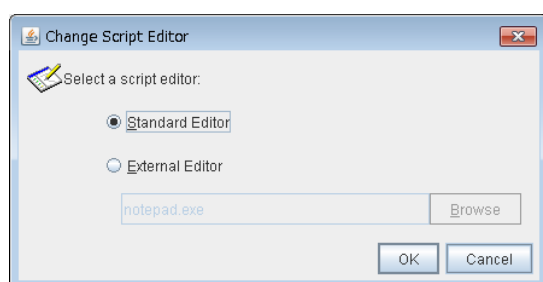 Change Script Editor
Select a script editor:
Standard Editor
External Editor
notepad.exe Browse
OK Cancel